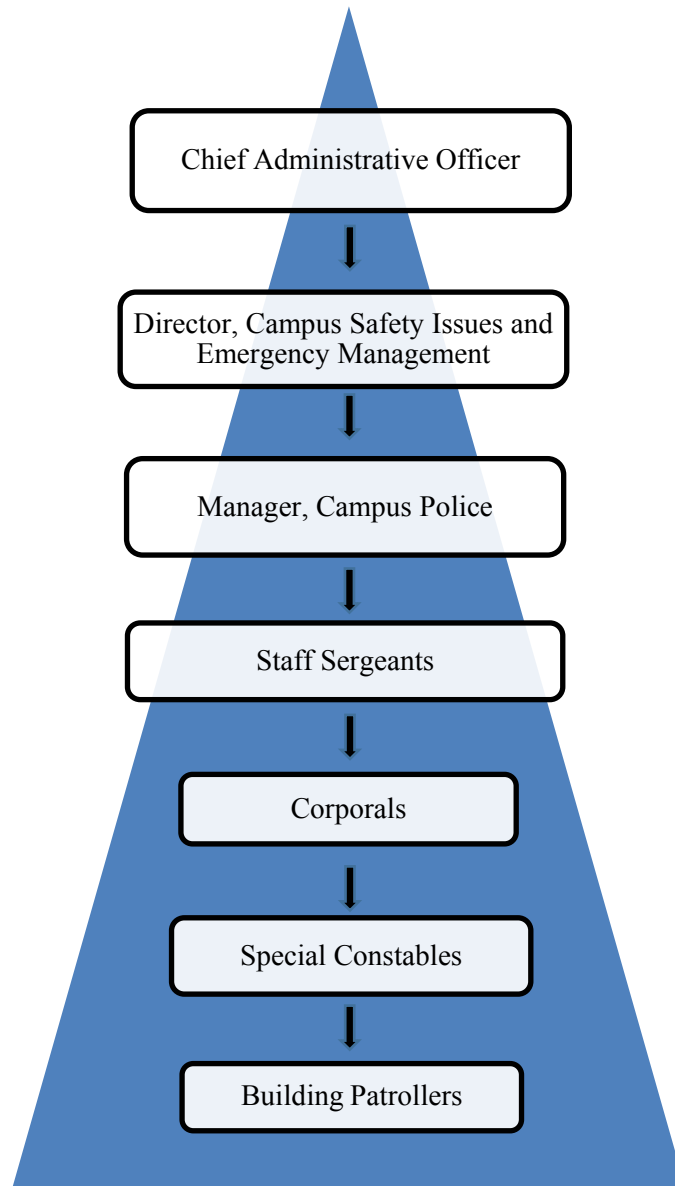 Chief Administrative Officer
Director, Campus Safety Issues and
Emergency Management
Manager, Campus Police
Staff Sergeants
Corporals
Special Constables
Building Patrollers